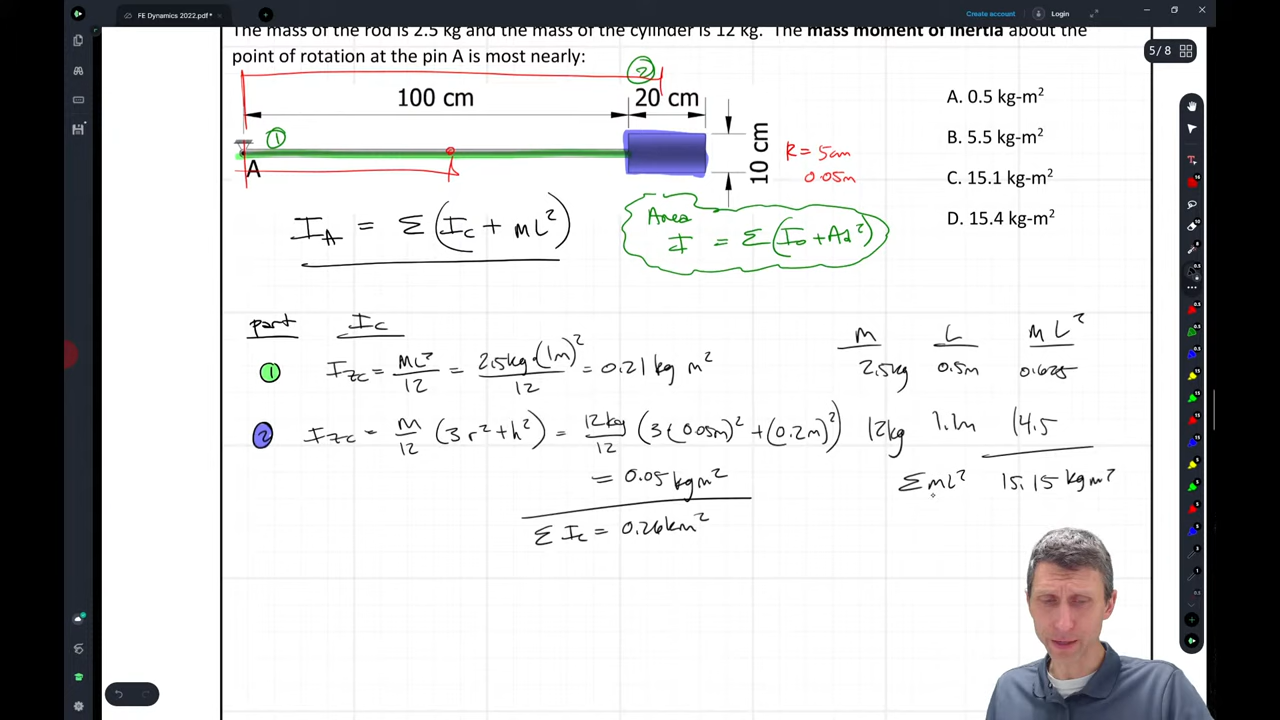 FE Dynamics 2022.pdf*
Create account
Login
5/8
The mass of the rod is 2.5 kg and the mass of the cylinder is 12 kg. The mass moment of inertia about the
point of rotation at the pin A is most nearly:
2
100 cm
20 cm
1
A
10 cm
R = 5cm
0.05m
A. 0.5 kg-m²
B. 5.5 kg-m²
C. 15.1 kg-m²
D. 15.4 kg-m²
I_A = Σ(I_C + mL²)
Area
I = Σ(I_o + Ad²)
part I_C M L ML²
1 I_ZC = ML²/12 = 2.5kg·(1m)²/12 = 0.21 kg m² 2.5kg 0.5m 0.625
2 I_ZC = M/12 (3r²+h²) = 12kg/12 (3(0.05m)² + (0.2m)²) 12kg 1.1m 14.5
= 0.05 kgm² ΣmL² 15.15 kgm²
Σ I_C = 0.26km²